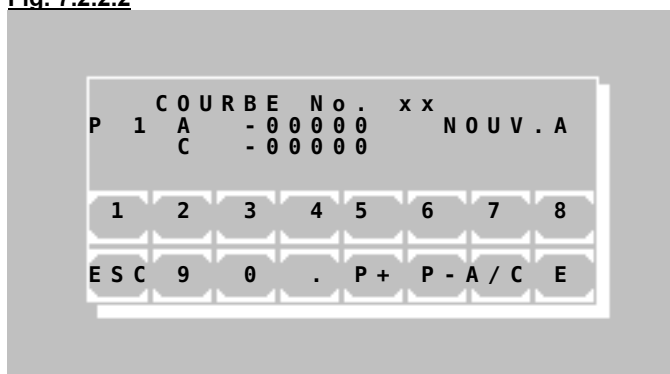 Fig. 7.2.2.2
COURBE No. xx
P 1 A -00000 NOUV.A
C -00000
1 2 3 4 5 6 7 8
ESC 9 0 . P+ P- A/C E